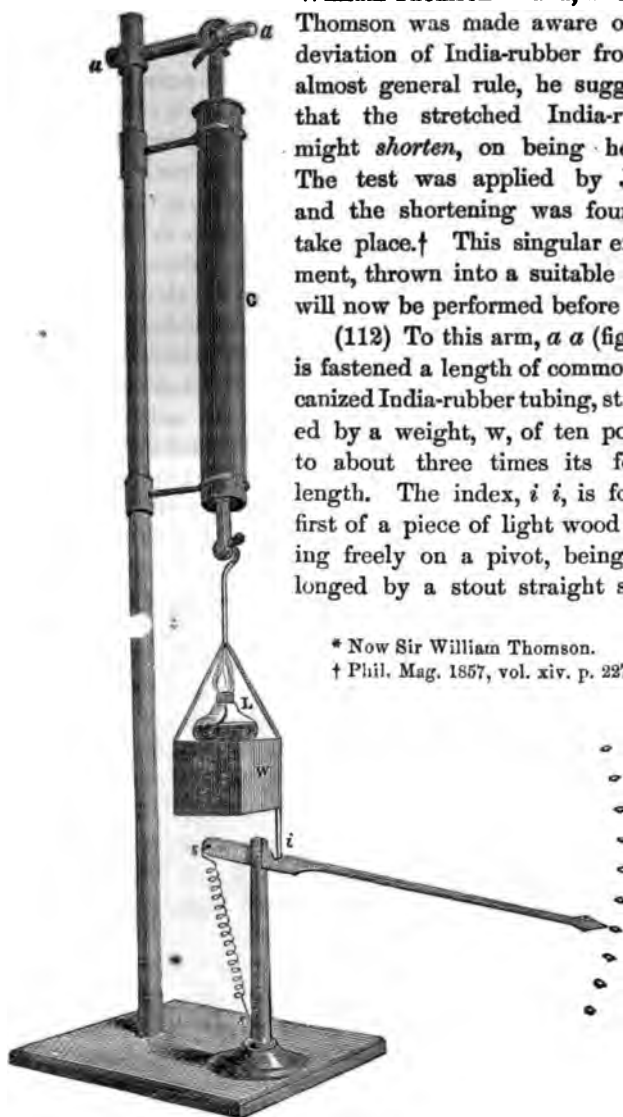 William Thomson
Thomson was made aware o
deviation of India-rubber fro
almost general rule, he sugg
that the stretched India-r
might shorten, on being he
The test was applied by
and the shortening was fou
take place.† This singular e
ment, thrown into a suitable
will now be performed before
(112) To this arm, a a (fig
is fastened a length of commo
canized India-rubber tubing, st
ed by a weight, w, of ten po
to about three times its fo
length. The index, i i, is fo
first of a piece of light wood
ing freely on a pivot, being
longed by a stout straight s
* Now Sir William Thomson.
† Phil. Mag. 1857, vol. xiv. p. 227
a
a
C
L
W
i
s
s